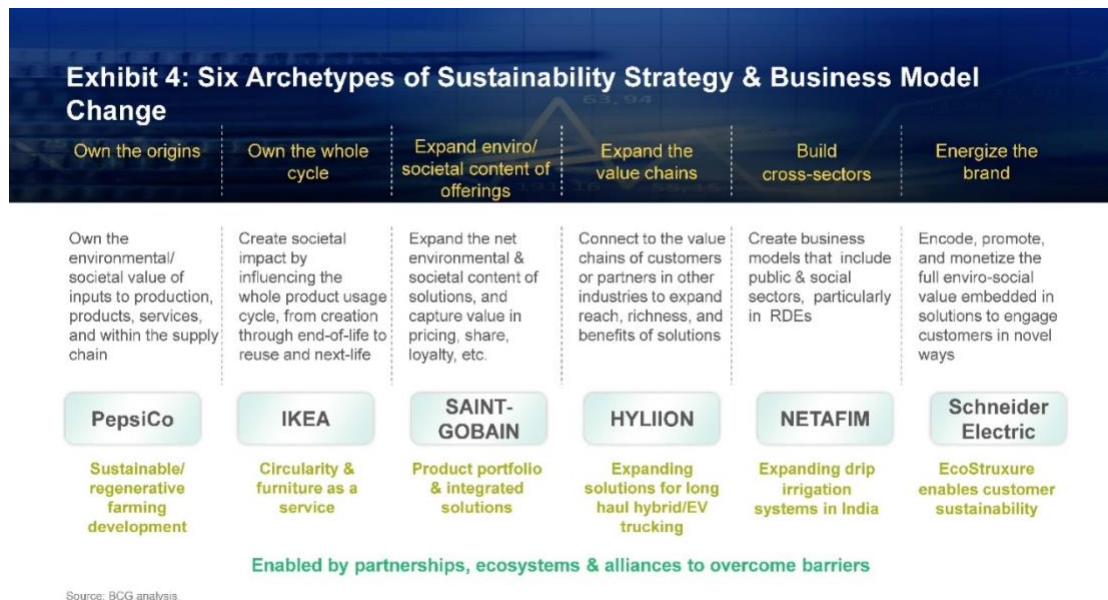 Exhibit 4: Six Archetypes of Sustainability Strategy & Business Model
Change
63.94
Own the origins
Own the whole
cycle
Expand enviro/
societal content of
offerings
Expand the
value chains
Build
cross-sectors
Energize the
brand
Own the
environmental/
societal value of
inputs to production,
products, services,
and within the supply
chain
Create societal
impact by
influencing the
whole product usage
cycle, from creation
through end-of-life to
reuse and next-life
Expand the net
environmental &
societal content of
solutions, and
capture value in
pricing, share,
loyalty, etc.
Connect to the value
chains of customers
or partners in other
industries to expand
reach, richness, and
benefits of solutions
Create business
models that include
public & social
sectors, particularly
in RDEs
Encode, promote,
and monetize the
full enviro-social
value embedded in
solutions to engage
customers in novel
ways
PepsiCo
IKEA
SAINT-
GOBAIN
HYLIION
NETAFIM
Schneider
Electric
Sustainable/
regenerative
farming
development
Circularity &
furniture as a
service
Product portfolio
& integrated
solutions
Expanding
solutions for long
haul hybrid/EV
trucking
Expanding drip
irrigation
systems in India
EcoStruxure
enables customer
sustainability
Enabled by partnerships, ecosystems & alliances to overcome barriers
Source: BCG analysis.